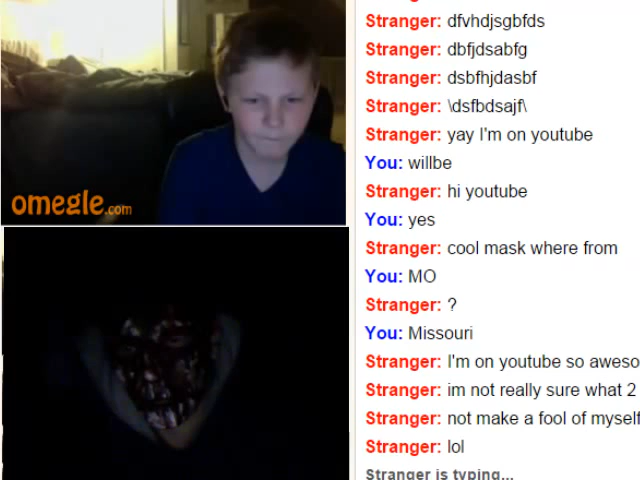 Stranger: dfvhdjsgbfds
Stranger: dbfjdsabfg
Stranger: dsbfhjdasbf
Stranger: \dsfbdsajf\
Stranger: yay I'm on youtube
You: willbe
Stranger: hi youtube
You: yes
Stranger: cool mask where from
You: MO
Stranger: ?
You: Missouri
Stranger: I'm on youtube so aweso
Stranger: im not really sure what 2
Stranger: not make a fool of myself
Stranger: lol
Stranger is typing...
omegle.com